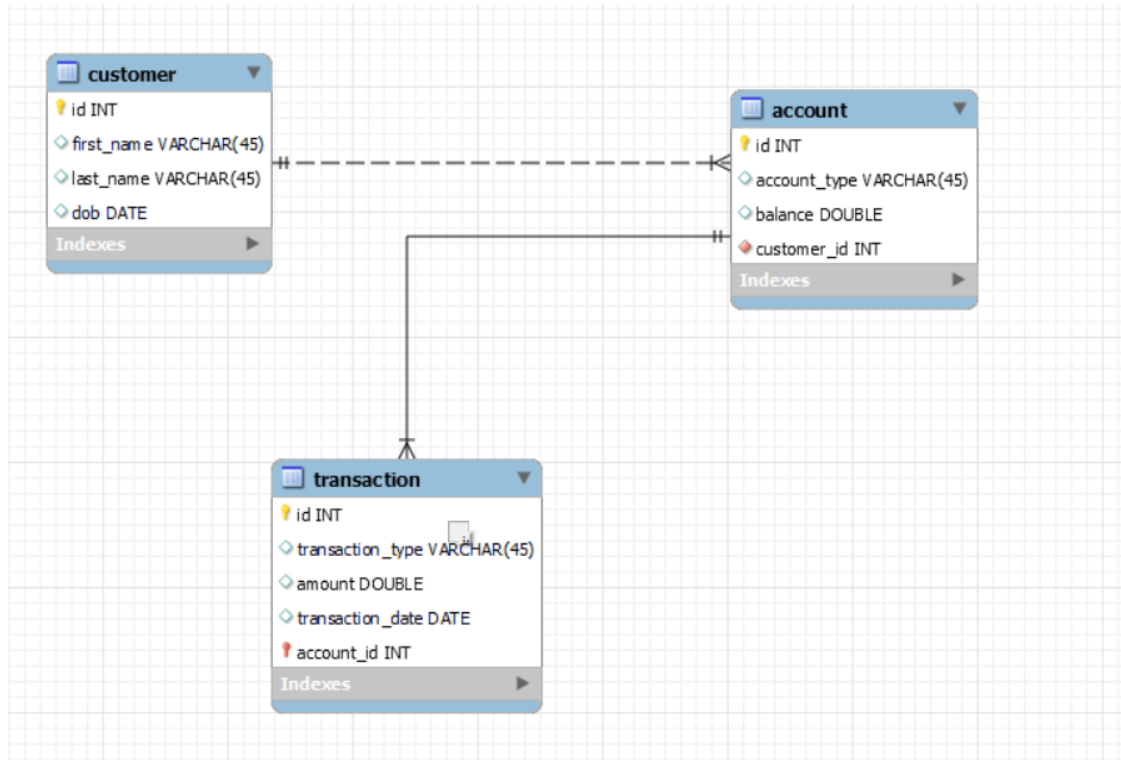 customer
id INT
first_name VARCHAR(45)
last_name VARCHAR(45)
dob DATE
Indexes
account
id INT
account_type VARCHAR(45)
balance DOUBLE
customer_id INT
Indexes
transaction
id INT
transaction_type VARCHAR(45)
amount DOUBLE
transaction_date DATE
account_id INT
Indexes